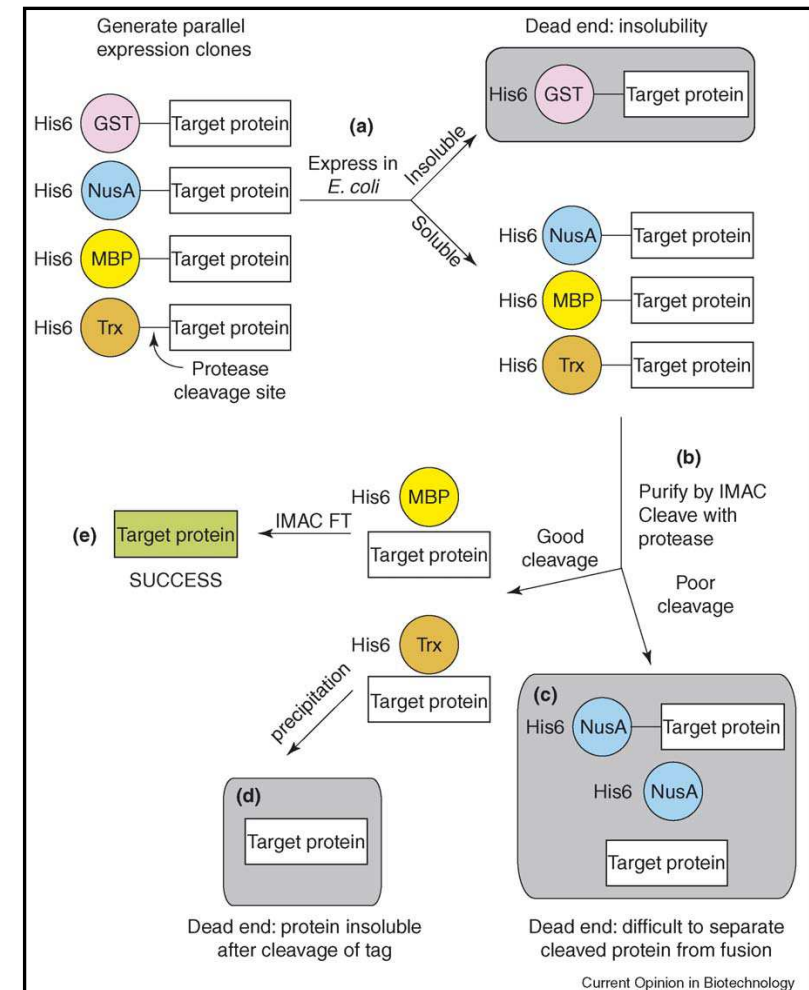 Generate parallel
expression clones
His6 GST Target protein
His6 NusA Target protein
His6 MBP Target protein
His6 Trx Target protein
Protease
cleavage site
(a)
Express in
E. coli
Insoluble
Soluble
Dead end: insolubility
His6 GST Target protein
His6 NusA Target protein
His6 MBP Target protein
His6 Trx Target protein
(b)
Purify by IMAC
Cleave with
protease
Good
cleavage
Poor
cleavage
His6 MBP
Target protein
IMAC FT
(e) Target protein
SUCCESS
His6 Trx
Target protein
precipitation
(d)
Target protein
Dead end: protein insoluble
after cleavage of tag
(c)
His6 NusA Target protein
His6 NusA
Target protein
Dead end: difficult to separate
cleaved protein from fusion
Current Opinion in Biotechnology